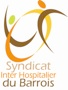 Syndicat
Inter Hospitalier
du Barrois